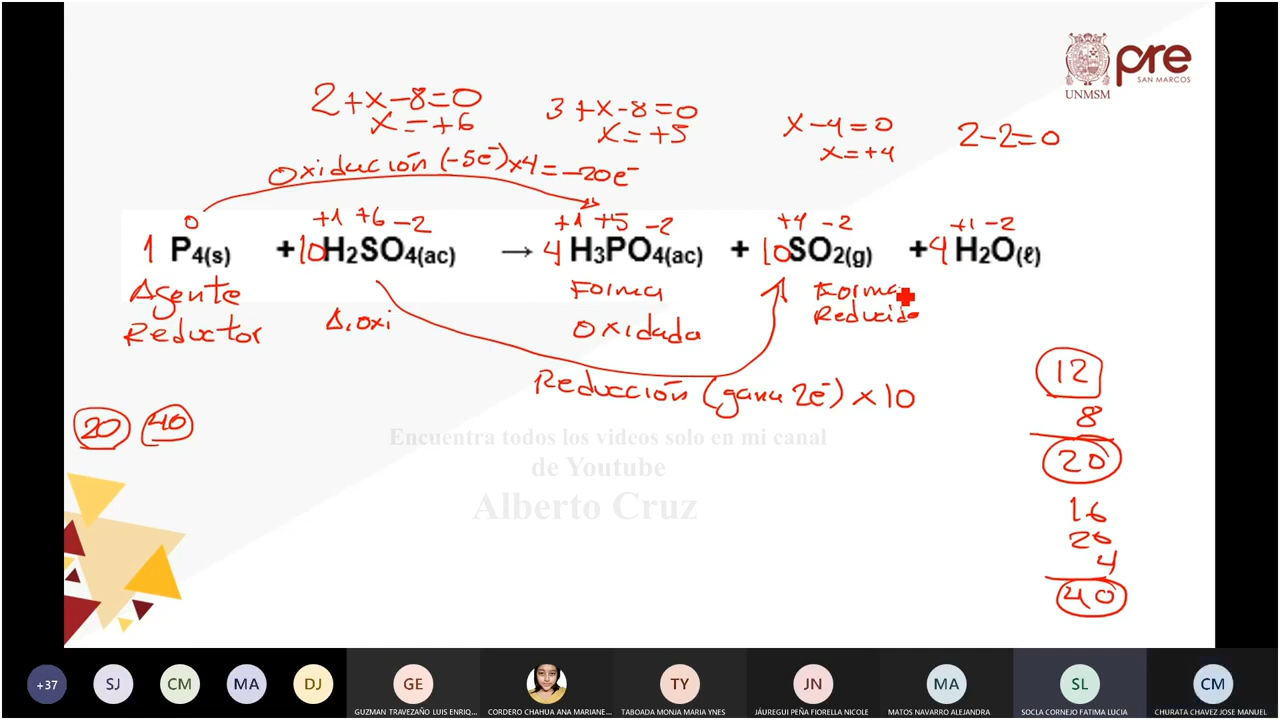 pre
SAN MARCOS
UNMSM
2+x-8=0
x=+6
3+x-8=0
x=+5
x-4=0
x=+4
2-2=0
Oxidución (-5e⁻)x4=-20e⁻
0 +1 +6 -2 +1 +5 -2 +4 -2 +1 -2
1 P4(s) + 10 H2SO4(ac) → 4 H3PO4(ac) + 10 SO2(g) + 4 H2O(ℓ)
Agente
Reductor
A.oxi
Forma
Oxidada
Forma
Reducida
Reducción (gana 2e⁻) x 10
12
8
20
16
20
4
40
20 40
Encuentra todos los videos solo en mi canal
de Youtube
Alberto Cruz
+37 SJ CM MA DJ GE TY JN MA SL CM
GUZMAN TRAVEZAÑO LUIS ENRIQ... CORDERO CHAHUA ANA MARIANE... TABOADA MONJA MARIA YNES JÁUREGUI PEÑA FIORELLA NICOLE MATOS NAVARRO ALEJANDRA SOCLA CORNEJO FATIMA LUCIA CHURATA CHAVEZ JOSE MANUEL